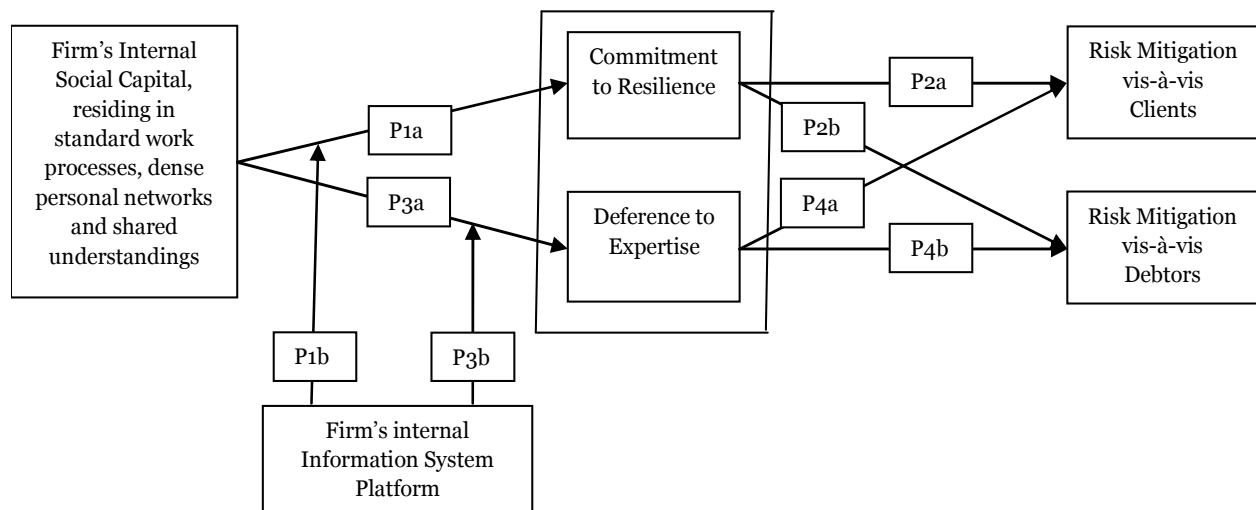 Firm’s Internal
Social Capital,
residing in
standard work
processes, dense
personal networks
and shared
understandings
P1a
P3a
P1b
P3b
Firm’s internal
Information System
Platform
Commitment
to Resilience
Deference to
Expertise
P2a
P2b
P4a
P4b
Risk Mitigation
vis-à-vis
Clients
Risk Mitigation
vis-à-vis
Debtors